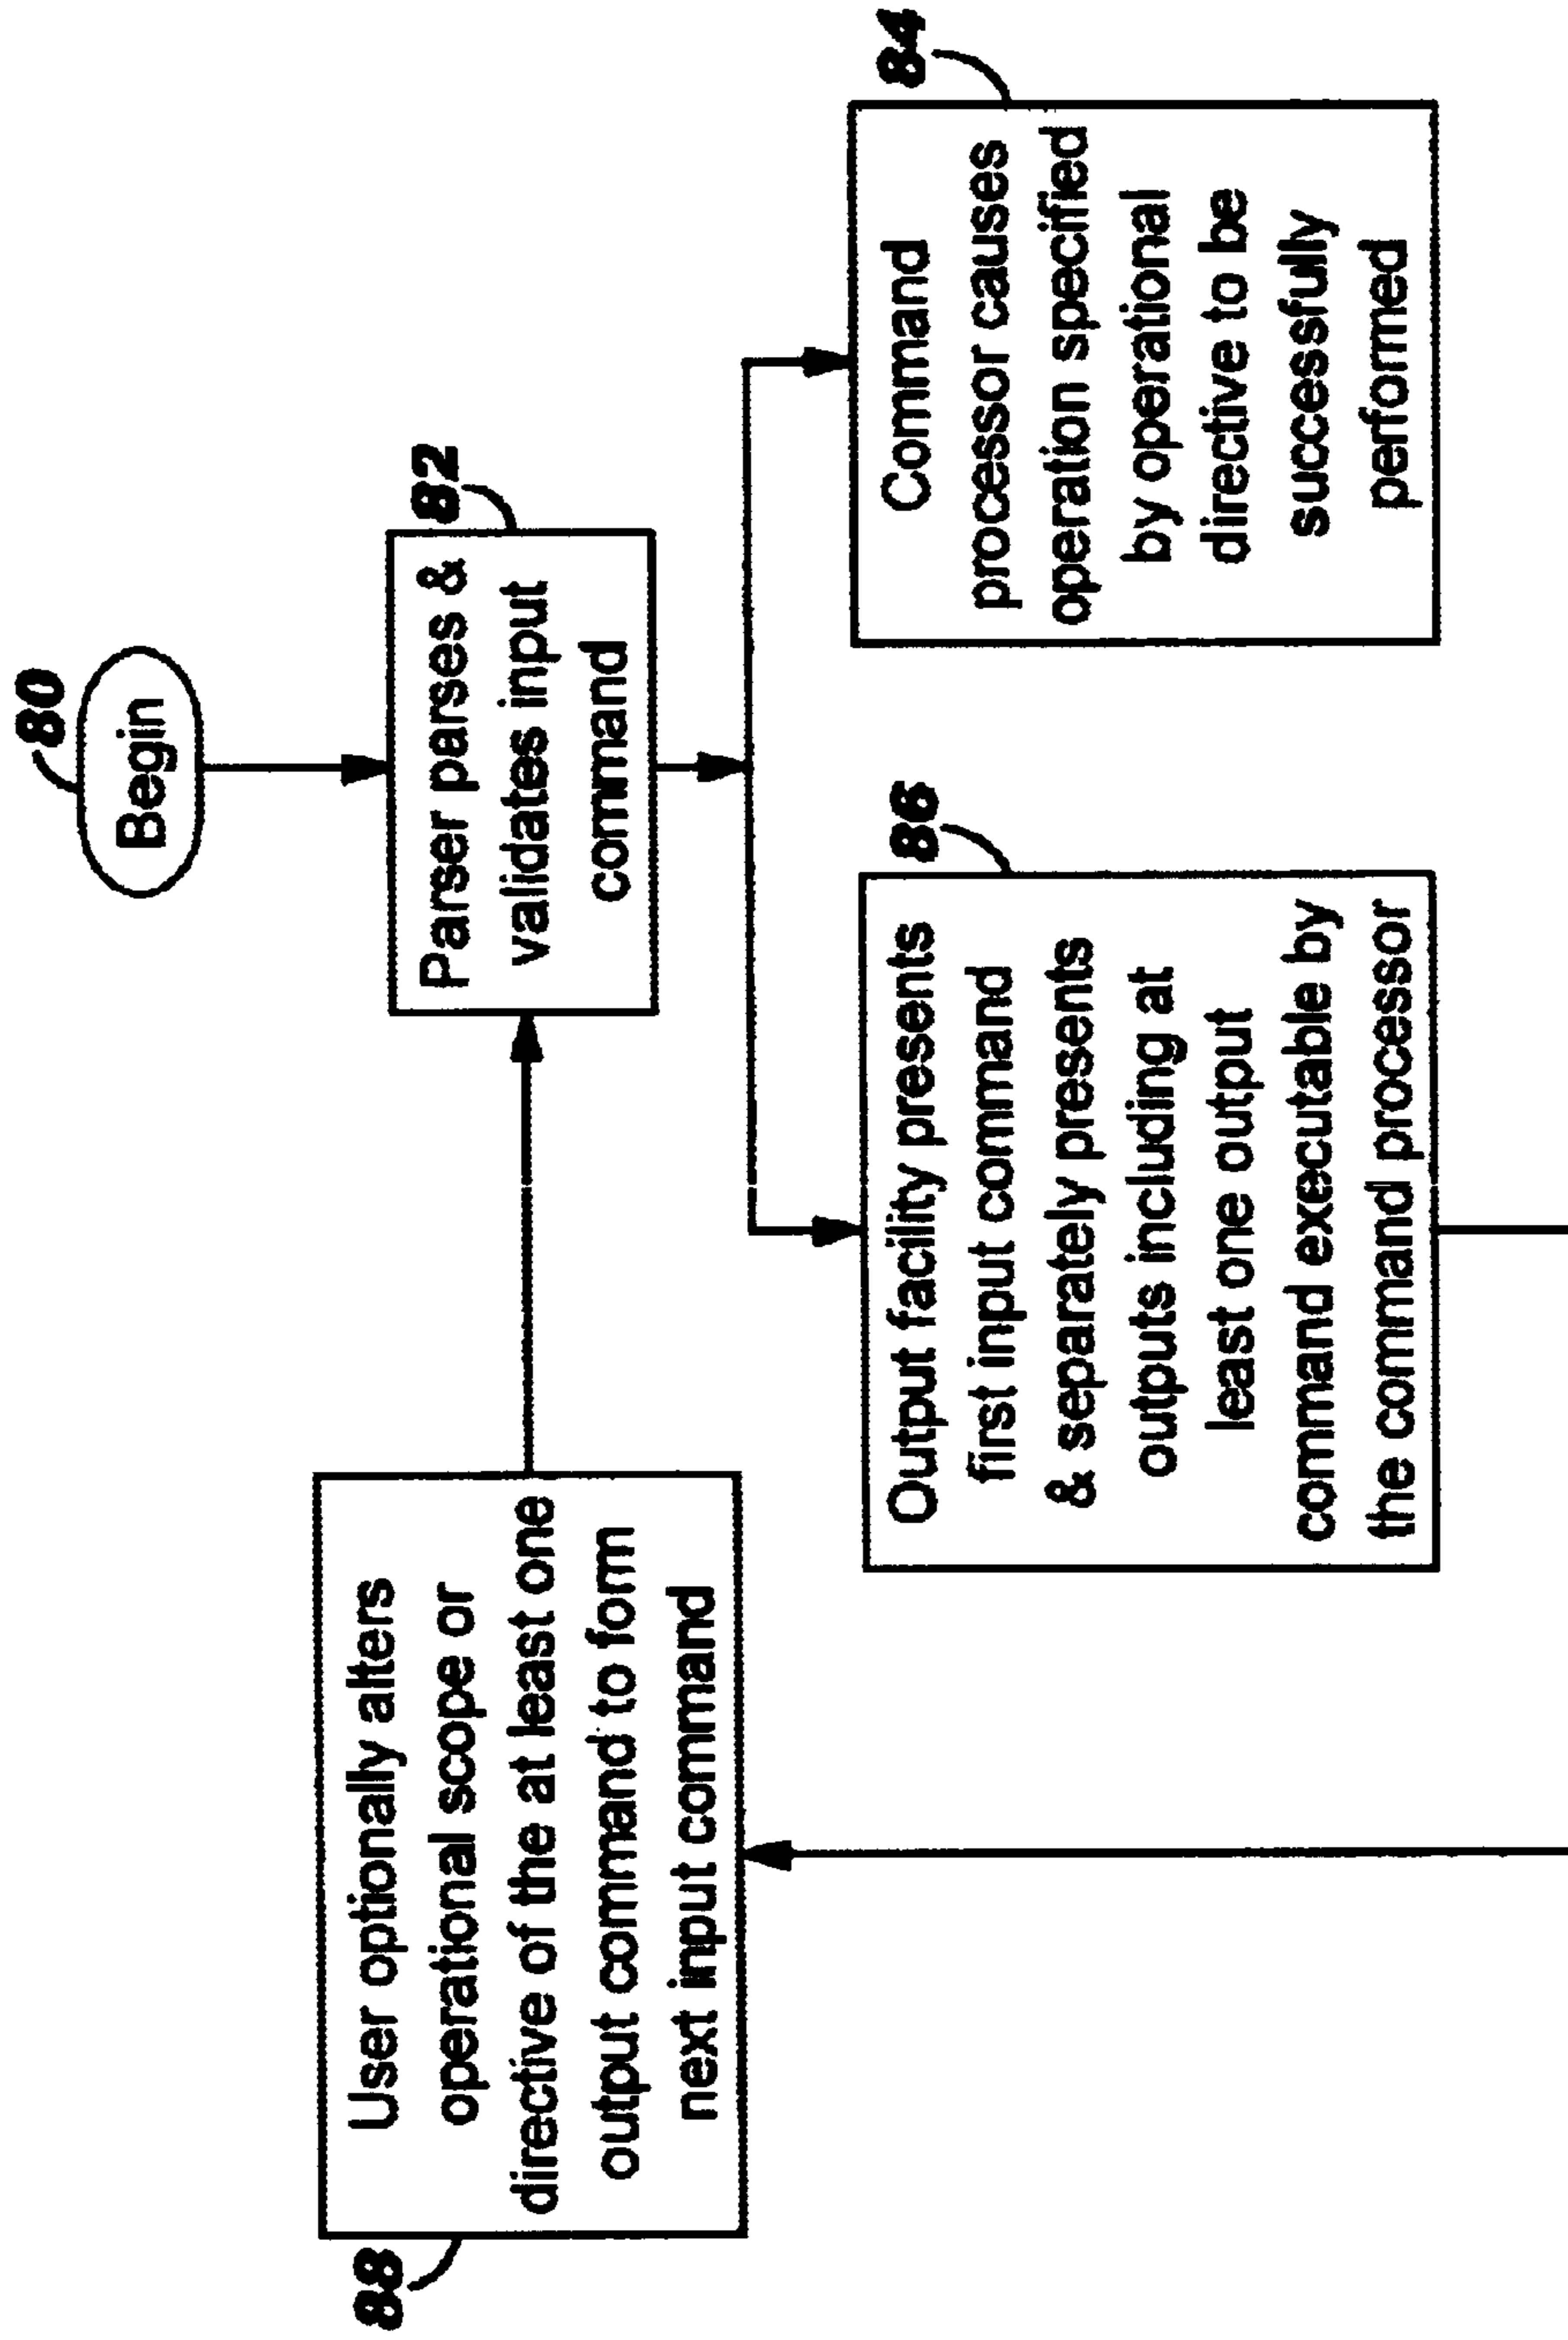 80
Begin
82
Parser parses &
validates input
command
88
User optionally alters
operational scope or
directive of the at least one
output command to form
next input command
86
Output facility presents
first input command
& separately presents
outputs including at
least one output
command executable by
the command processor
84
Command
processor causes
operation specified
by operational
directive to be
successfully
performed